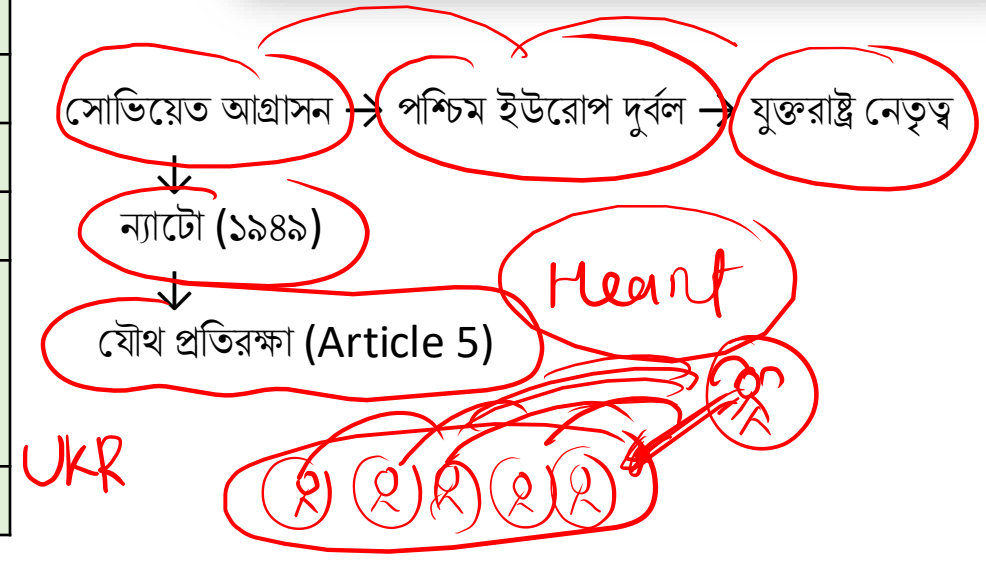 সোভিয়েত আগ্রাসন → পশ্চিম ইউরোপ দুর্বল → যুক্তরাষ্ট্র নেতৃত্ব
↓
ন্যাটো (১৯৪৯)
↓
যৌথ প্রতিরক্ষা (Article 5)
Heart
UKR